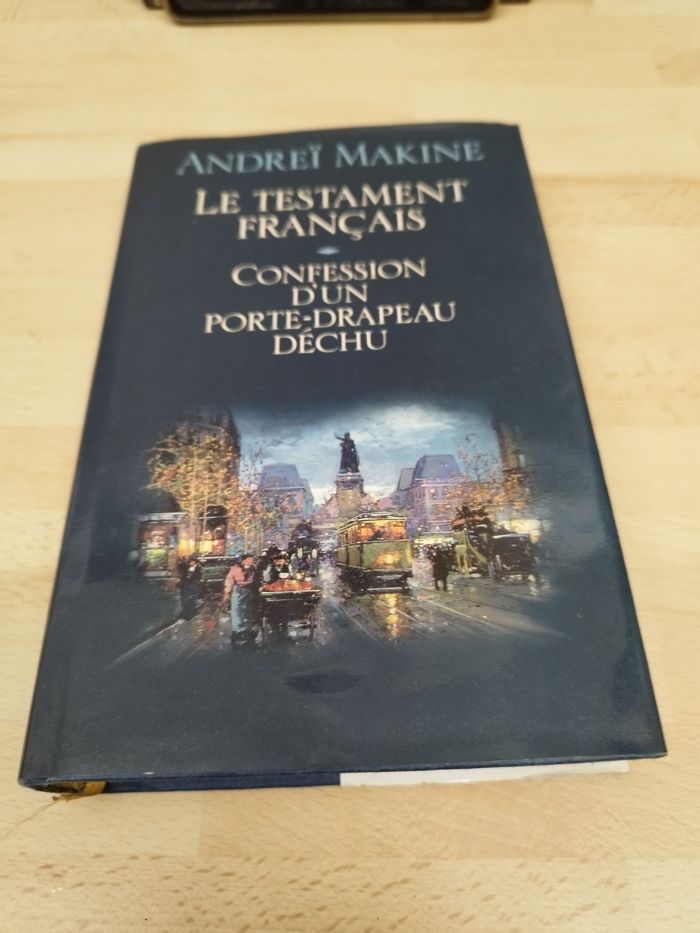 ANDREÏ MAKINE
LE TESTAMENT
FRANÇAIS
CONFESSION
D'UN
PORTE-DRAPEAU
DÉCHU